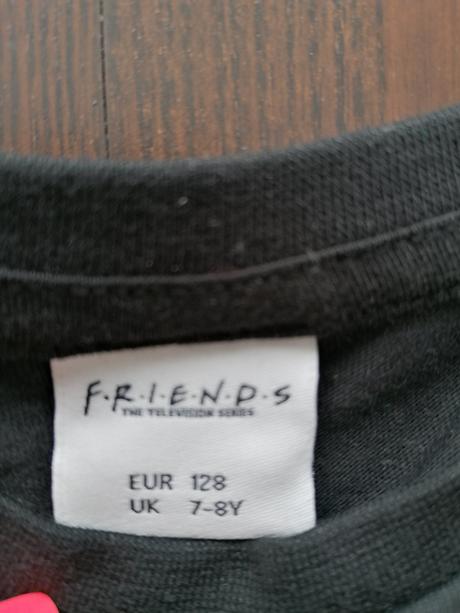 F·R·I·E·N·D·S
THE TELEVISION SERIES
EUR 128
UK 7-8Y